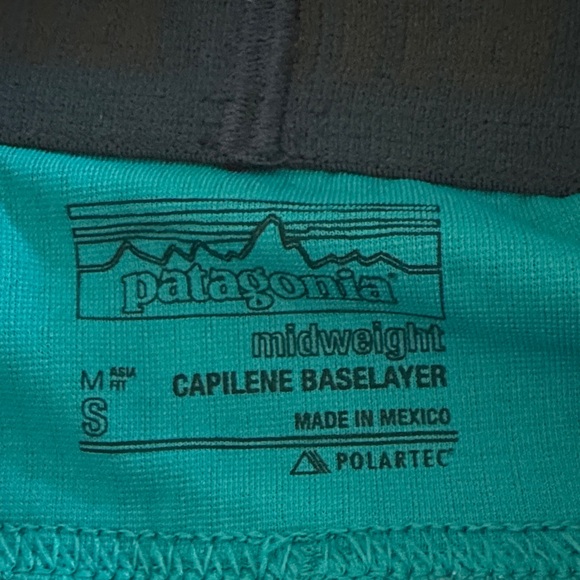 patagonia
midweight
M ASIA FIT
CAPILENE BASELAYER
S
MADE IN MEXICO
POLARTEC®